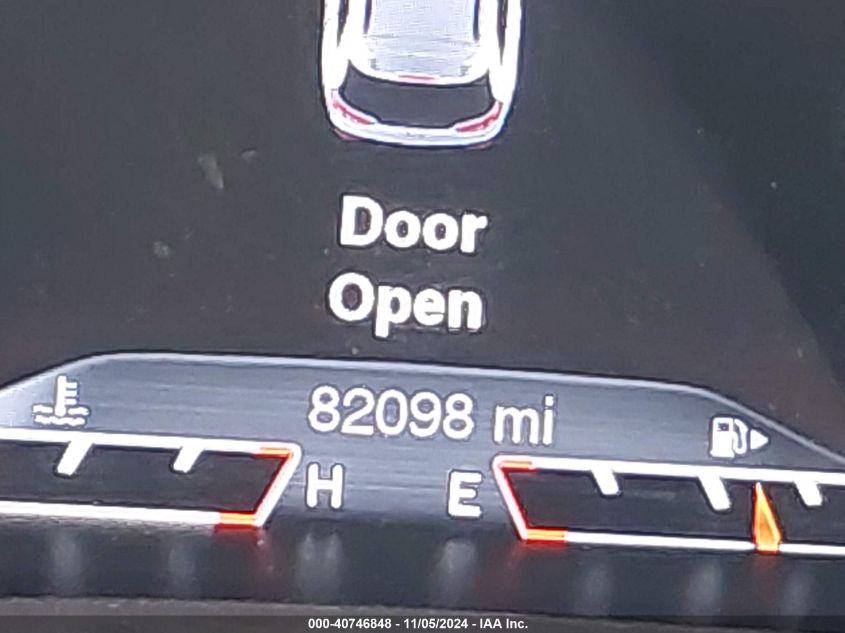 Door
Open
82098 mi
H E
000-40746848 - 11/05/2024 - IAA Inc.